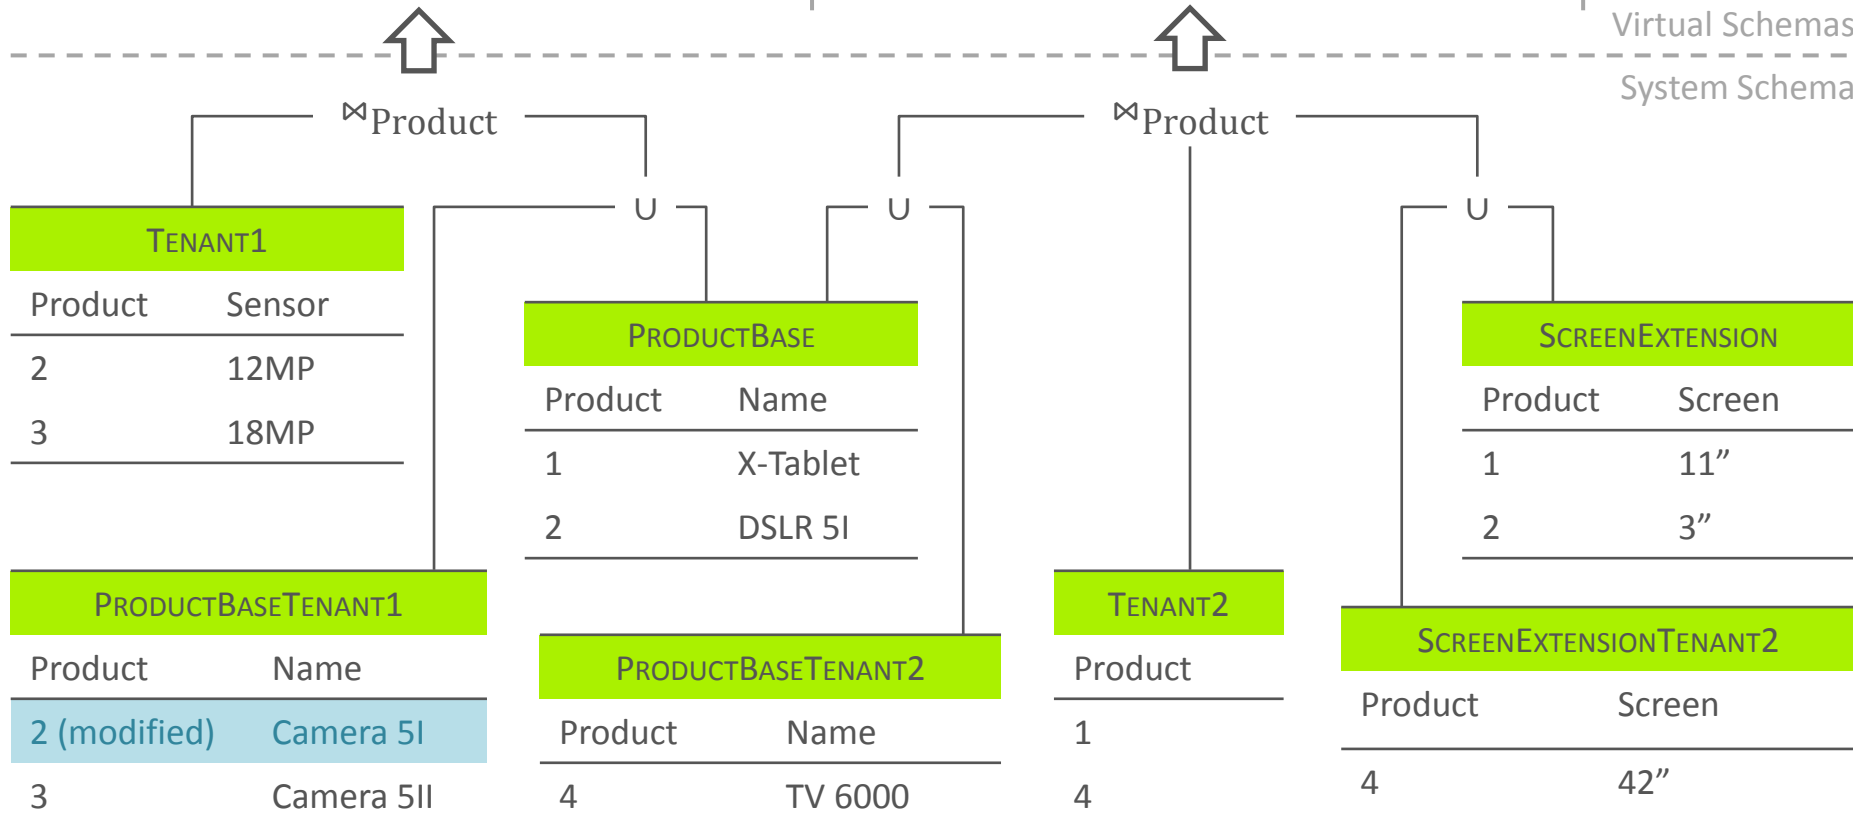 Virtual Schemas
System Schema
⋈Product
⋈Product
∪
∪
∪
TENANT1
Product Sensor
2 12MP
3 18MP
PRODUCTBASE
Product Name
1 X-Tablet
2 DSLR 5I
SCREENEXTENSION
Product Screen
1 11”
2 3”
PRODUCTBASETENANT1
Product Name
2 (modified) Camera 5I
3 Camera 5II
PRODUCTBASETENANT2
Product Name
4 TV 6000
TENANT2
Product
1
4
SCREENEXTENSIONTENANT2
Product Screen
4 42”